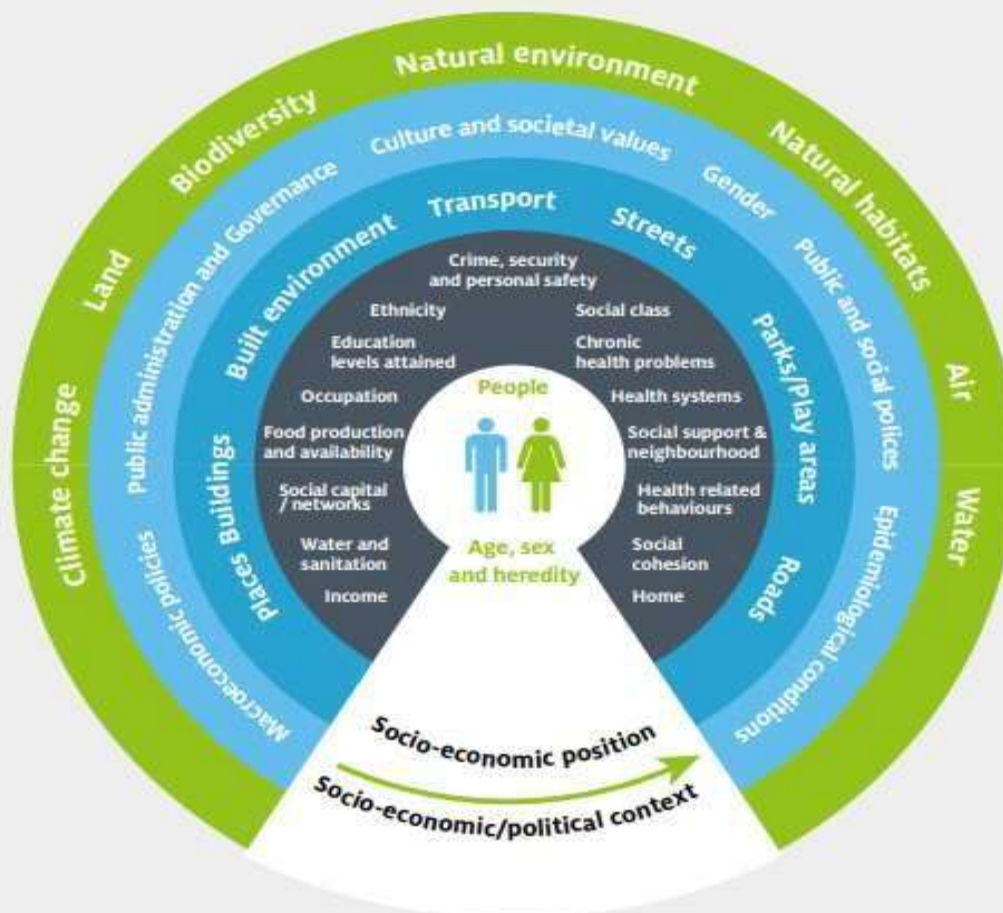 Natural environment
Biodiversity
Natural habitats
Land
Air
Climate change
Water
Culture and societal values
Public administration and Governance
Gender
Public and social polices
Macroeconomic policies
Epidemiological conditions
Transport
Built environment
Streets
Parks/Play areas
Places Buildings
Roads
Crime, security
and personal safety
Ethnicity
Social class
Education
levels attained
Chronic
health problems
Occupation
Health systems
Food production
and availability
Social support &
neighbourhood
Social capital
/ networks
Health related
behaviours
Water and
sanitation
Social
cohesion
Income
Home
People
Age, sex
and heredity
Socio-economic position
Socio-economic/political context